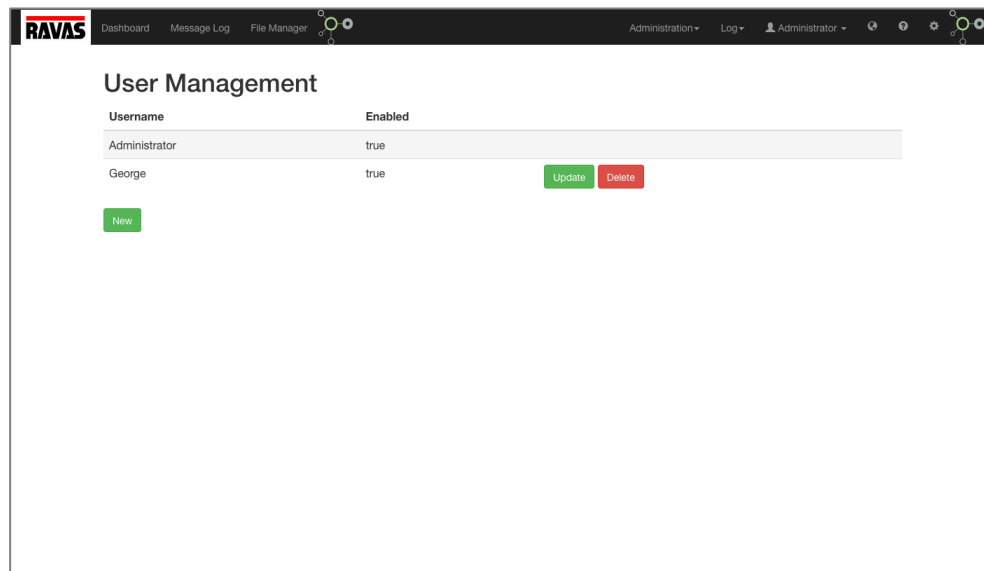 RAVAS Dashboard Message Log File Manager Administration Log Administrator
User Management
Username Enabled
Administrator true
George true Update Delete
New